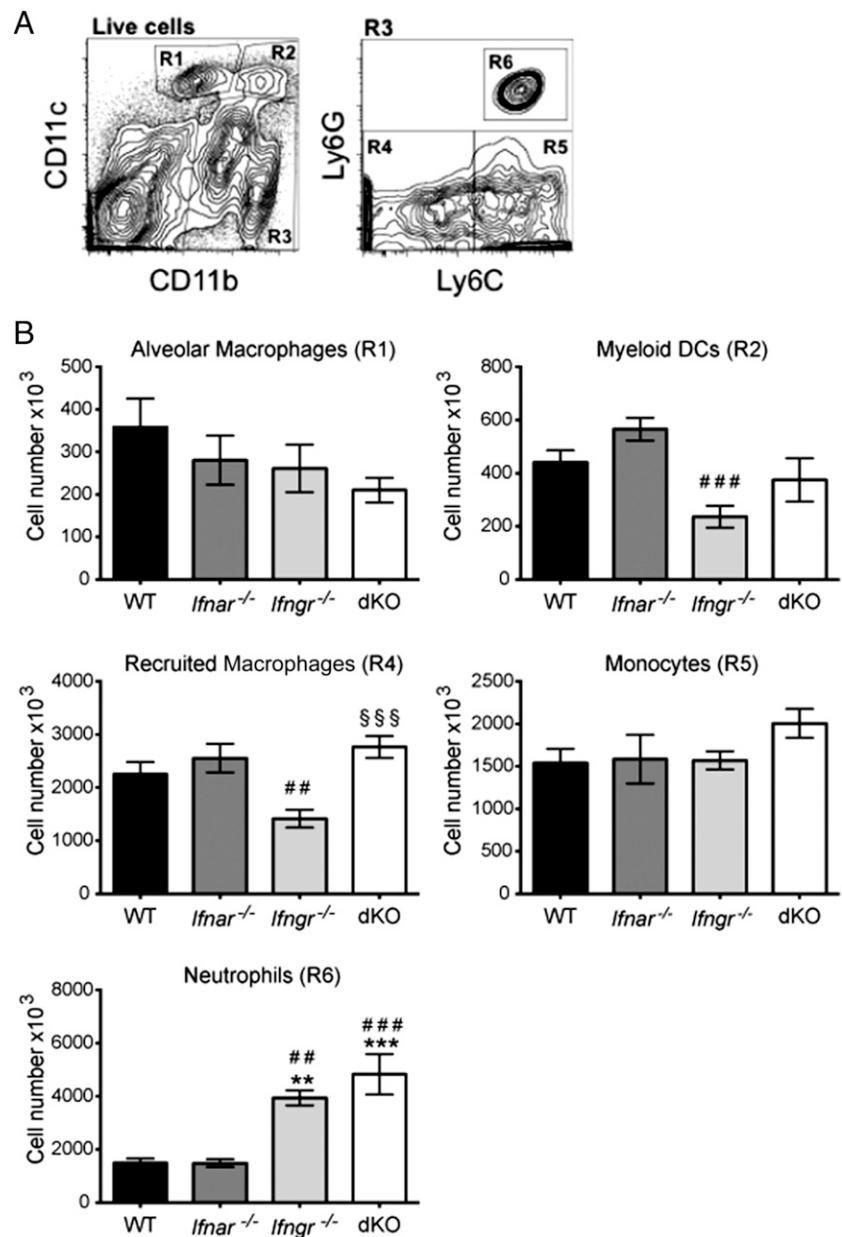 A
Live cells
R1
R2
R3
CD11c
CD11b
R3
R6
R4
R5
Ly6G
Ly6C
B
Alveolar Macrophages (R1)
Cell number x10³
500
400
300
200
100
0
WT
Ifnar -/-
Ifngr -/-
dKO
Myeloid DCs (R2)
Cell number x10³
800
600
400
200
0
###
WT
Ifnar -/-
Ifngr -/-
dKO
Recruited Macrophages (R4)
Cell number x10³
4000
3000
2000
1000
0
##
§§§
WT
Ifnar -/-
Ifngr -/-
dKO
Monocytes (R5)
Cell number x10³
2500
2000
1500
1000
500
0
WT
Ifnar -/-
Ifngr -/-
dKO
Neutrophils (R6)
Cell number x10³
8000
6000
4000
2000
0
##
**
###
***
WT
Ifnar -/-
Ifngr -/-
dKO